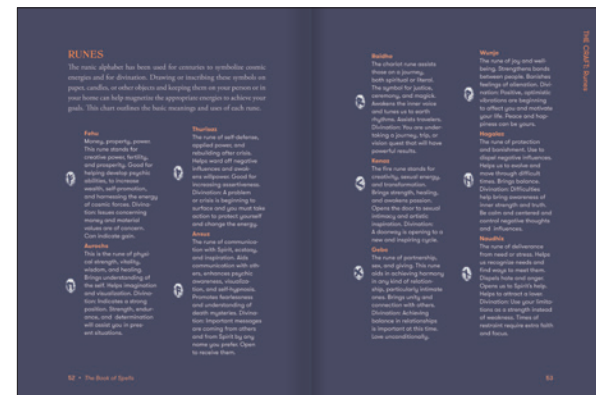 RUNES
The runic alphabet has been used for centuries to symbolize cosmic
energies and for divination. Drawing or inscribing these symbols on
paper, candles, or other objects and keeping them on your person or in
your home can help magnetize the appropriate energies to achieve your
goals. This chart outlines the basic meanings and uses of each rune.
Fehu
Money, property, power.
This rune stands for
creative power, fertility,
and prosperity. Good for
helping develop psychic
abilities, to increase
wealth, self-promotion,
and harnessing the energy
of cosmic forces. Divina-
tion: Issues concerning
money and material
values are of concern.
Can indicate gain.
This is the rune of physi-
cal strength, vitality,
wisdom, and healing.
Brings understanding of
the self. Helps imagination
and visualization. Divina-
tion: Indicates a strong
position. Strength, endur-
ance, and determination
will assist you in pres-
ent situations.
Thurisaz
The rune of self-defense,
applied power, and
rebuilding after crisis.
Helps ward off negative
influences and awak-
ens willpower. Good for
increasing assertiveness.
Divination: A problem
or crisis is beginning to
surface and you must take
action to protect yourself
and change the energy.
Ansuz
The rune of communica-
tion with Spirit, ecstasy,
and inspiration. Aids
communication with oth-
ers, enhances psychic
awareness, visualiza-
tion, and self-hypnosis.
Promotes fearlessness
and understanding of
death mysteries. Divina-
tion: Important messages
are coming from others
and from Spirit by any
name you prefer. Open
to receive them.
52 • The Book of Spells
Raidho
The chariot rune assists
those on a journey,
both spiritual or literal.
The symbol for justice,
ceremony, and magick.
Awakens the inner voice
and tunes us to earth
rhythms. Assists travelers.
Divination: You are under-
taking a journey, trip, or
vision quest that will have
powerful results.
Kenaz
The fire rune stands for
creativity, sexual energy,
and transformation.
Brings strength, healing,
and awakens passion.
Opens the door to sexual
intimacy and artistic
inspiration. Divination:
A doorway is opening to a
new and inspiring cycle.
Gebo
The rune of partnership,
sex, and giving. This rune
aids in achieving harmony
in any kind of relation-
ship, particularly intimate
ones. Brings unity and
connection with others.
Divination: Achieving
balance in relationships
is important at this time.
Love unconditionally.
Wunjo
The rune of joy and well-
being. Strengthens bonds
between people. Banishes
feelings of alienation. Divi-
nation: Positive, optimistic
vibrations are beginning
to affect you and motivate
your life. Peace and hap-
piness can be yours.
Hagalaz
The rune of protection
and banishment. Use to
dispel negative influences.
Helps us to evolve and
move through difficult
times. Brings balance.
Divination: Difficulties
help bring awareness of
inner strength and truth.
Be calm and centered and
control negative thoughts
and influences.
Naudhiz
The rune of deliverance
from need or stress. Helps
us recognize needs and
find ways to meet them.
Dispels hate and anger.
Opens us to Spirit's help.
Helps to attract a lover.
Divination: Use your limita-
tions as a strength instead
of weakness. Times of
restraint require extra faith
and focus.
THE CRAFT: Runes
53